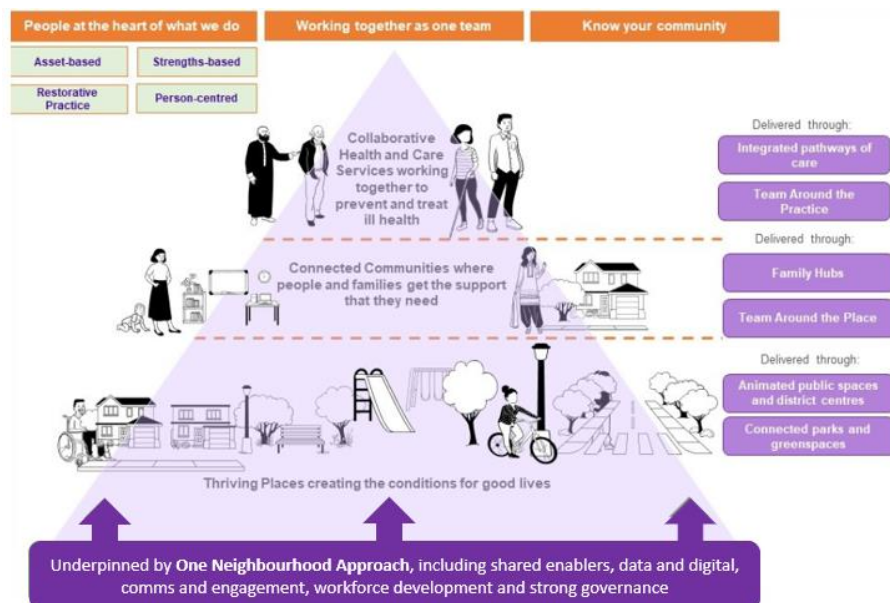 People at the heart of what we do
Working together as one team
Know your community
Asset-based
Strengths-based
Restorative
Practice
Person-centred
Collaborative
Health and Care
Services working
together to
prevent and treat
ill health
Delivered through:
Integrated pathways of
care
Team Around the
Practice
Connected Communities where
people and families get the support
that they need
Delivered through:
Family Hubs
Team Around the Place
Delivered through:
Animated public spaces
and district centres
Connected parks and
greenspaces
Thriving Places creating the conditions for good lives
Underpinned by One Neighbourhood Approach, including shared enablers, data and digital,
comms and engagement, workforce development and strong governance